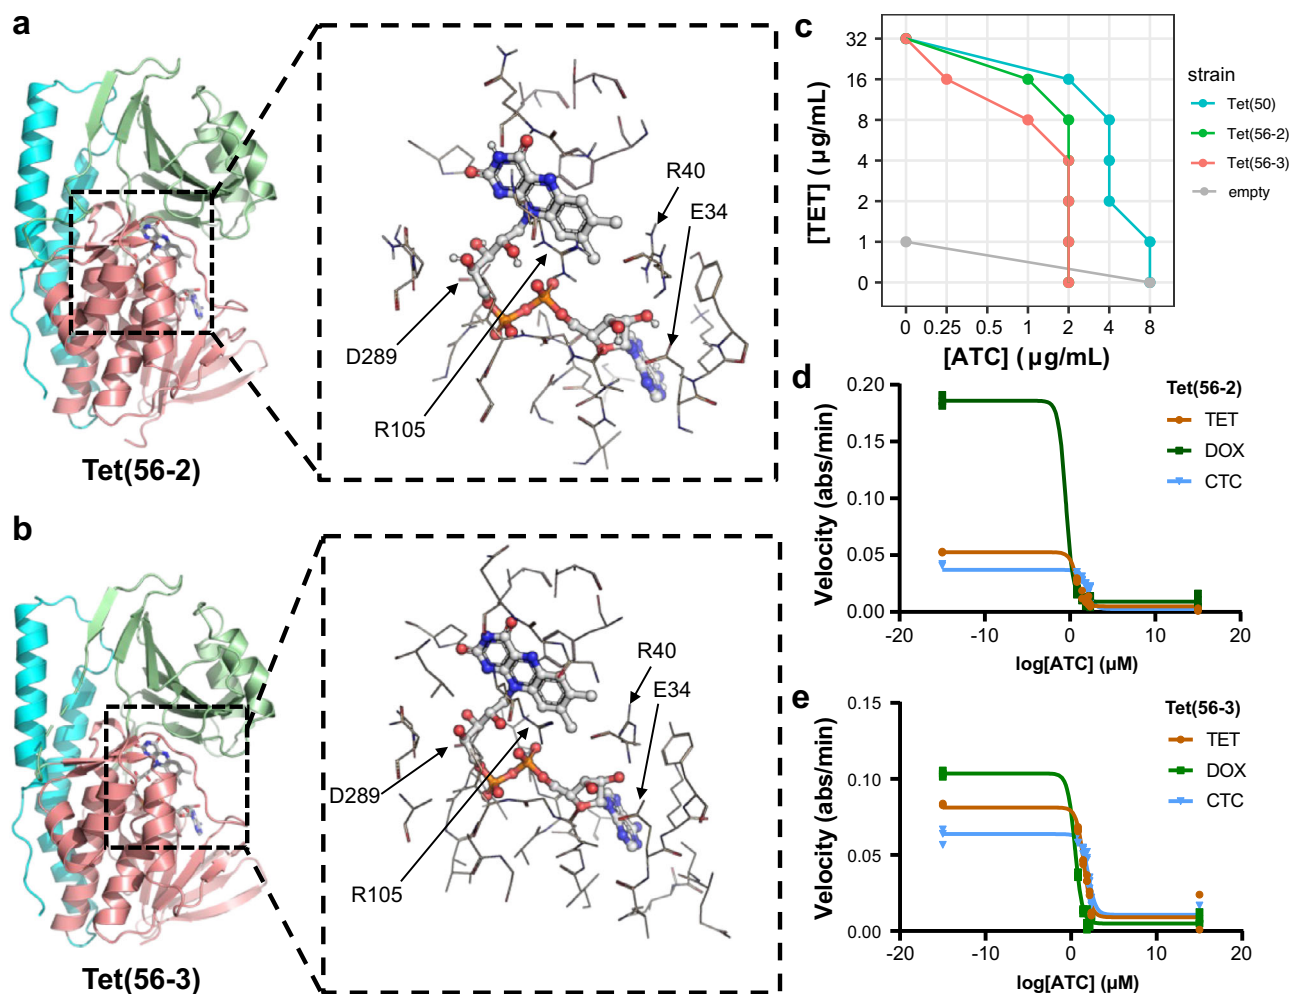 a
R40
E34
D289
R105
Tet(56-2)
b
R40
E34
D289
R105
Tet(56-3)
c
[TET] (µg/mL)
32
16
8
4
2
1
0
0 0.25 0.5 1 2 4 8
[ATC] (µg/mL)
strain
Tet(50)
Tet(56-2)
Tet(56-3)
empty
d
Velocity (abs/min)
0.20
0.15
0.10
0.05
0.00
-20 -10 0 10 20
log[ATC] (µM)
Tet(56-2)
TET
DOX
CTC
e
Velocity (abs/min)
0.15
0.10
0.05
0.00
-20 -10 0 10 20
log[ATC] (µM)
Tet(56-3)
TET
DOX
CTC